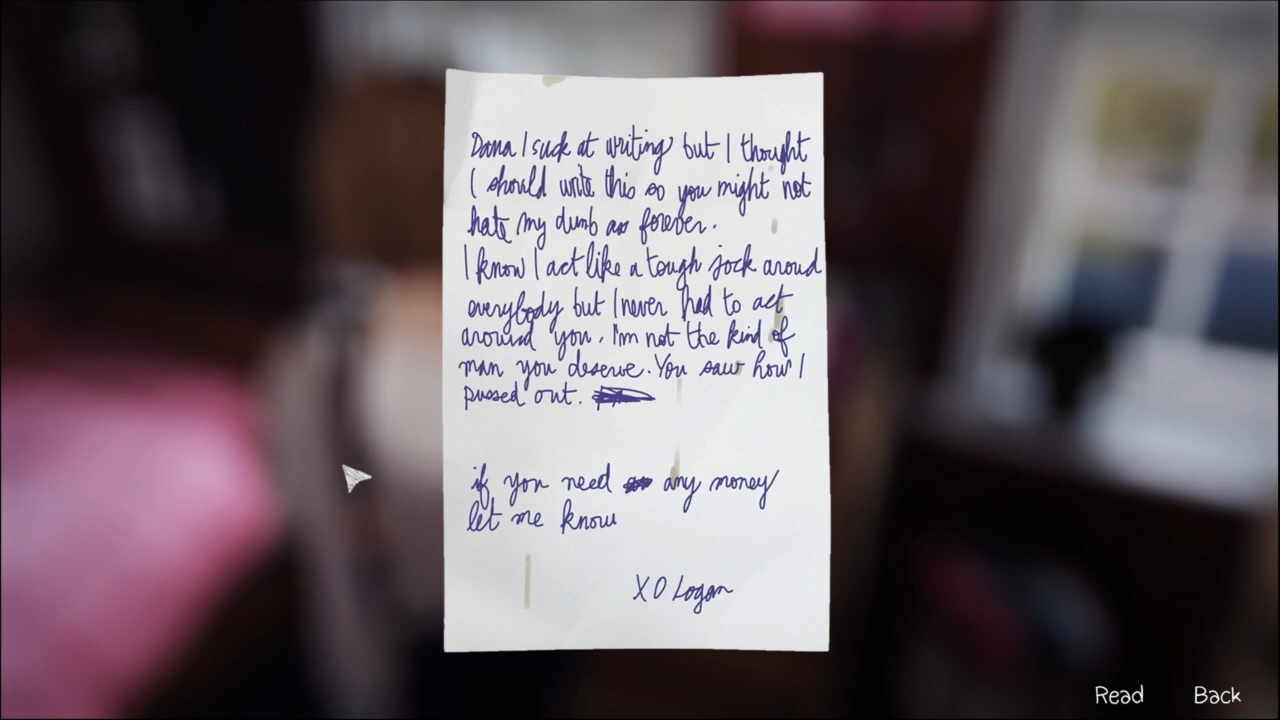 Dana I suck at writing but I thought
I should write this so you might not
hate my dumb ass forever.
I know I act like a tough jock aroud
everybody but I never had to act
around you. I'm not the kind of
man you deserve. You saw how I
pussed out.
if you need any money
let me know
XO Logan
Read Back